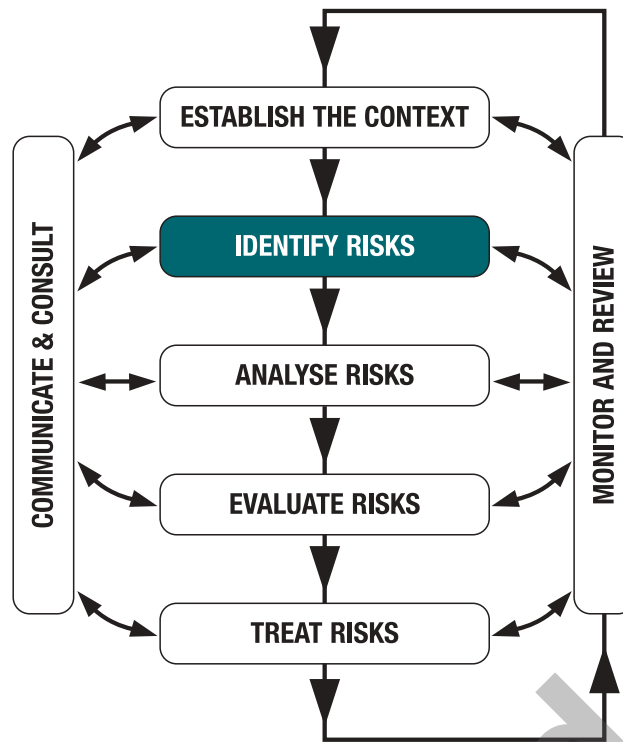 ESTABLISH THE CONTEXT
IDENTIFY RISKS
ANALYSE RISKS
EVALUATE RISKS
TREAT RISKS
COMMUNICATE & CONSULT
MONITOR AND REVIEW